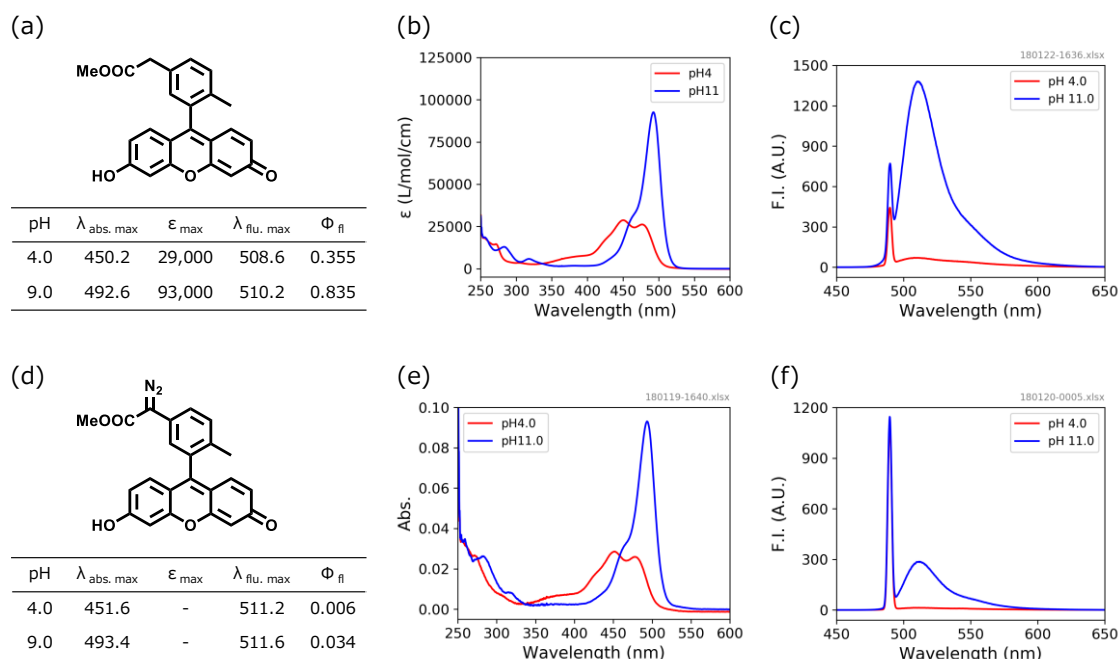 (a)
MeOOC
HO
O
O
pH λ abs. max ε max λ flu. max Φ fl
4.0 450.2 29,000 508.6 0.355
9.0 492.6 93,000 510.2 0.835
(b)
125000
100000
75000
50000
25000
0
ε (L/mol/cm)
pH4
pH11
250 300 350 400 450 500 550 600
Wavelength (nm)
(c)
180122-1636.xlsx
1500
1200
900
600
300
0
F.I. (A.U.)
pH 4.0
pH 11.0
450 500 550 600 650
Wavelength (nm)
(d)
N2
MeOOC
HO
O
O
pH λ abs. max ε max λ flu. max Φ fl
4.0 451.6 - 511.2 0.006
9.0 493.4 - 511.6 0.034
(e)
180119-1640.xlsx
0.10
0.08
0.06
0.04
0.02
0.00
Abs.
pH4.0
pH11.0
250 300 350 400 450 500 550 600
Wavelength (nm)
(f)
180120-0005.xlsx
1200
900
600
300
0
F.I. (A.U.)
pH 4.0
pH 11.0
450 500 550 600 650
Wavelength (nm)